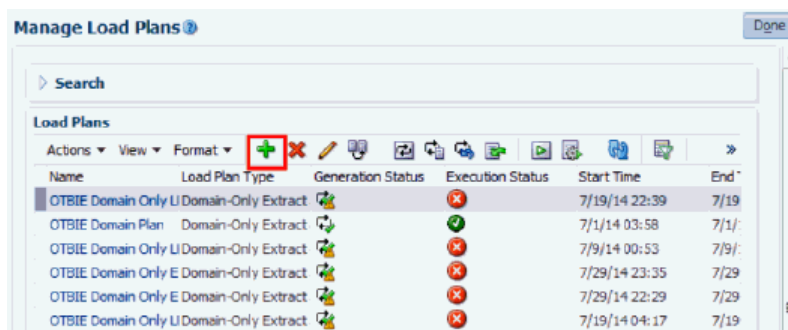 Manage Load Plans
Done
Search
Load Plans
Actions View Format
Name Load Plan Type Generation Status Execution Status Start Time End
OTBIE Domain Only LI Domain-Only Extract 7/19/14 22:39 7/19
OTBIE Domain Plan Domain-Only Extract 7/1/14 03:58 7/1/
OTBIE Domain Only LI Domain-Only Extract 7/9/14 00:53 7/9/
OTBIE Domain Only E Domain-Only Extract 7/29/14 23:35 7/29
OTBIE Domain Only E Domain-Only Extract 7/29/14 22:29 7/29
OTBIE Domain Only LI Domain-Only Extract 7/19/14 04:17 7/19